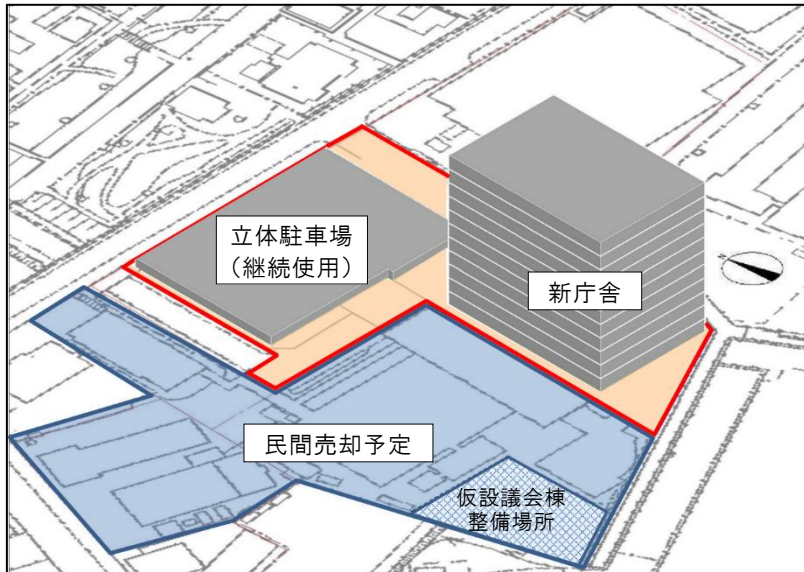 立体駐車場
（継続使用）
新庁舎
N
民間売却予定
仮設議会棟
整備場所